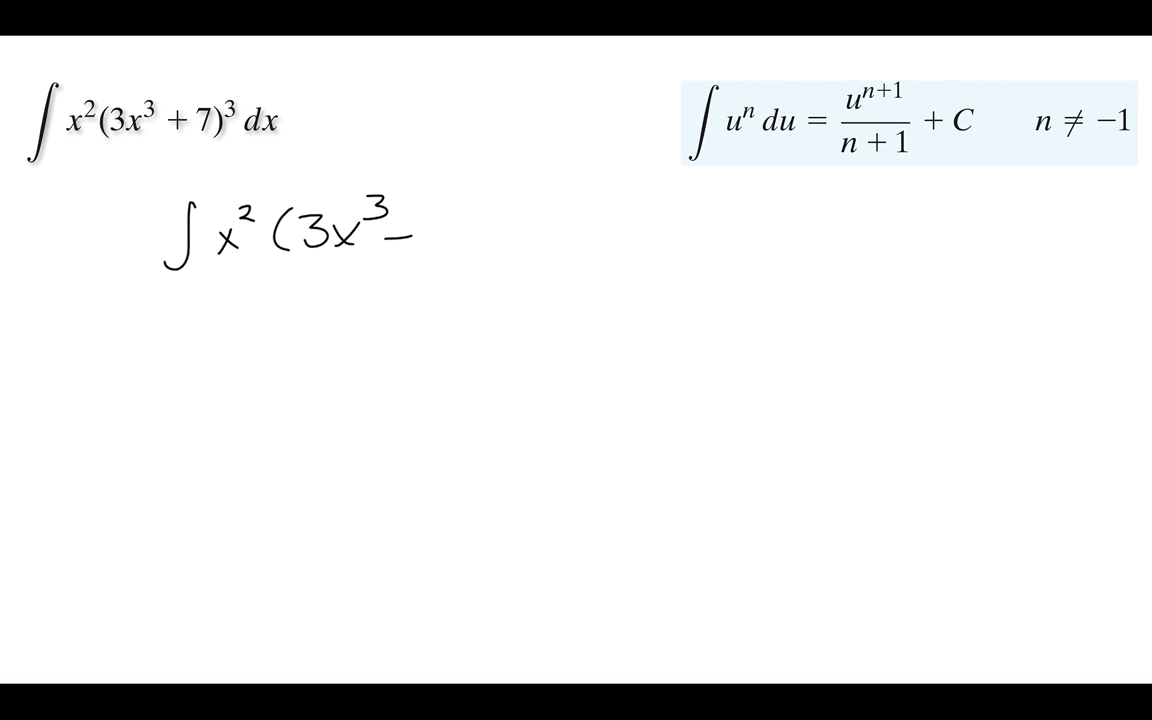 ∫ x²(3x³ + 7)³ dx
∫ uⁿ du = uⁿ⁺¹/(n + 1) + C n ≠ −1
∫ x² (3x³ −